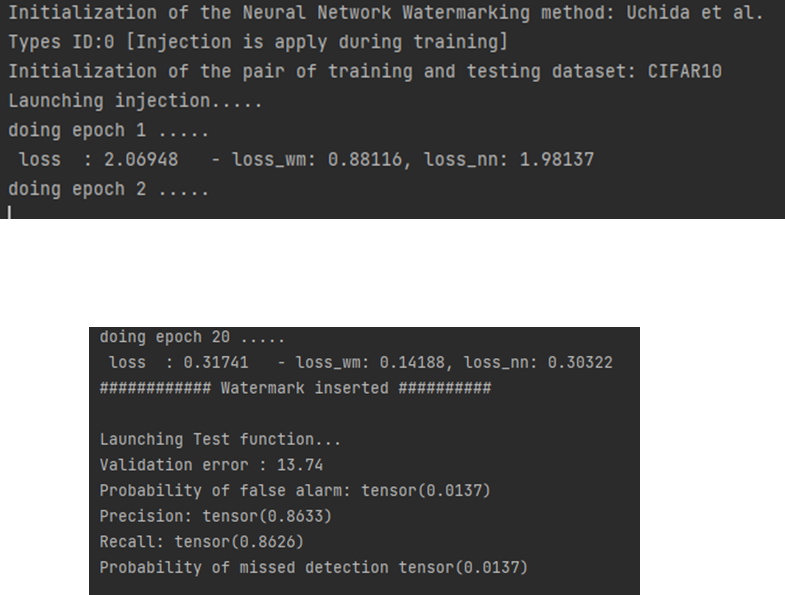 Initialization of the Neural Network Watermarking method: Uchida et al.
Types ID:0 [Injection is apply during training]
Initialization of the pair of training and testing dataset: CIFAR10
Launching injection.....
doing epoch 1 .....
loss : 2.06948 - loss_wm: 0.88116, loss_nn: 1.98137
doing epoch 2 .....
doing epoch 20 .....
loss : 0.31741 - loss_wm: 0.14188, loss_nn: 0.30322
############ Watermark inserted ##########
Launching Test function...
Validation error : 13.74
Probability of false alarm: tensor(0.0137)
Precision: tensor(0.8633)
Recall: tensor(0.8626)
Probability of missed detection tensor(0.0137)